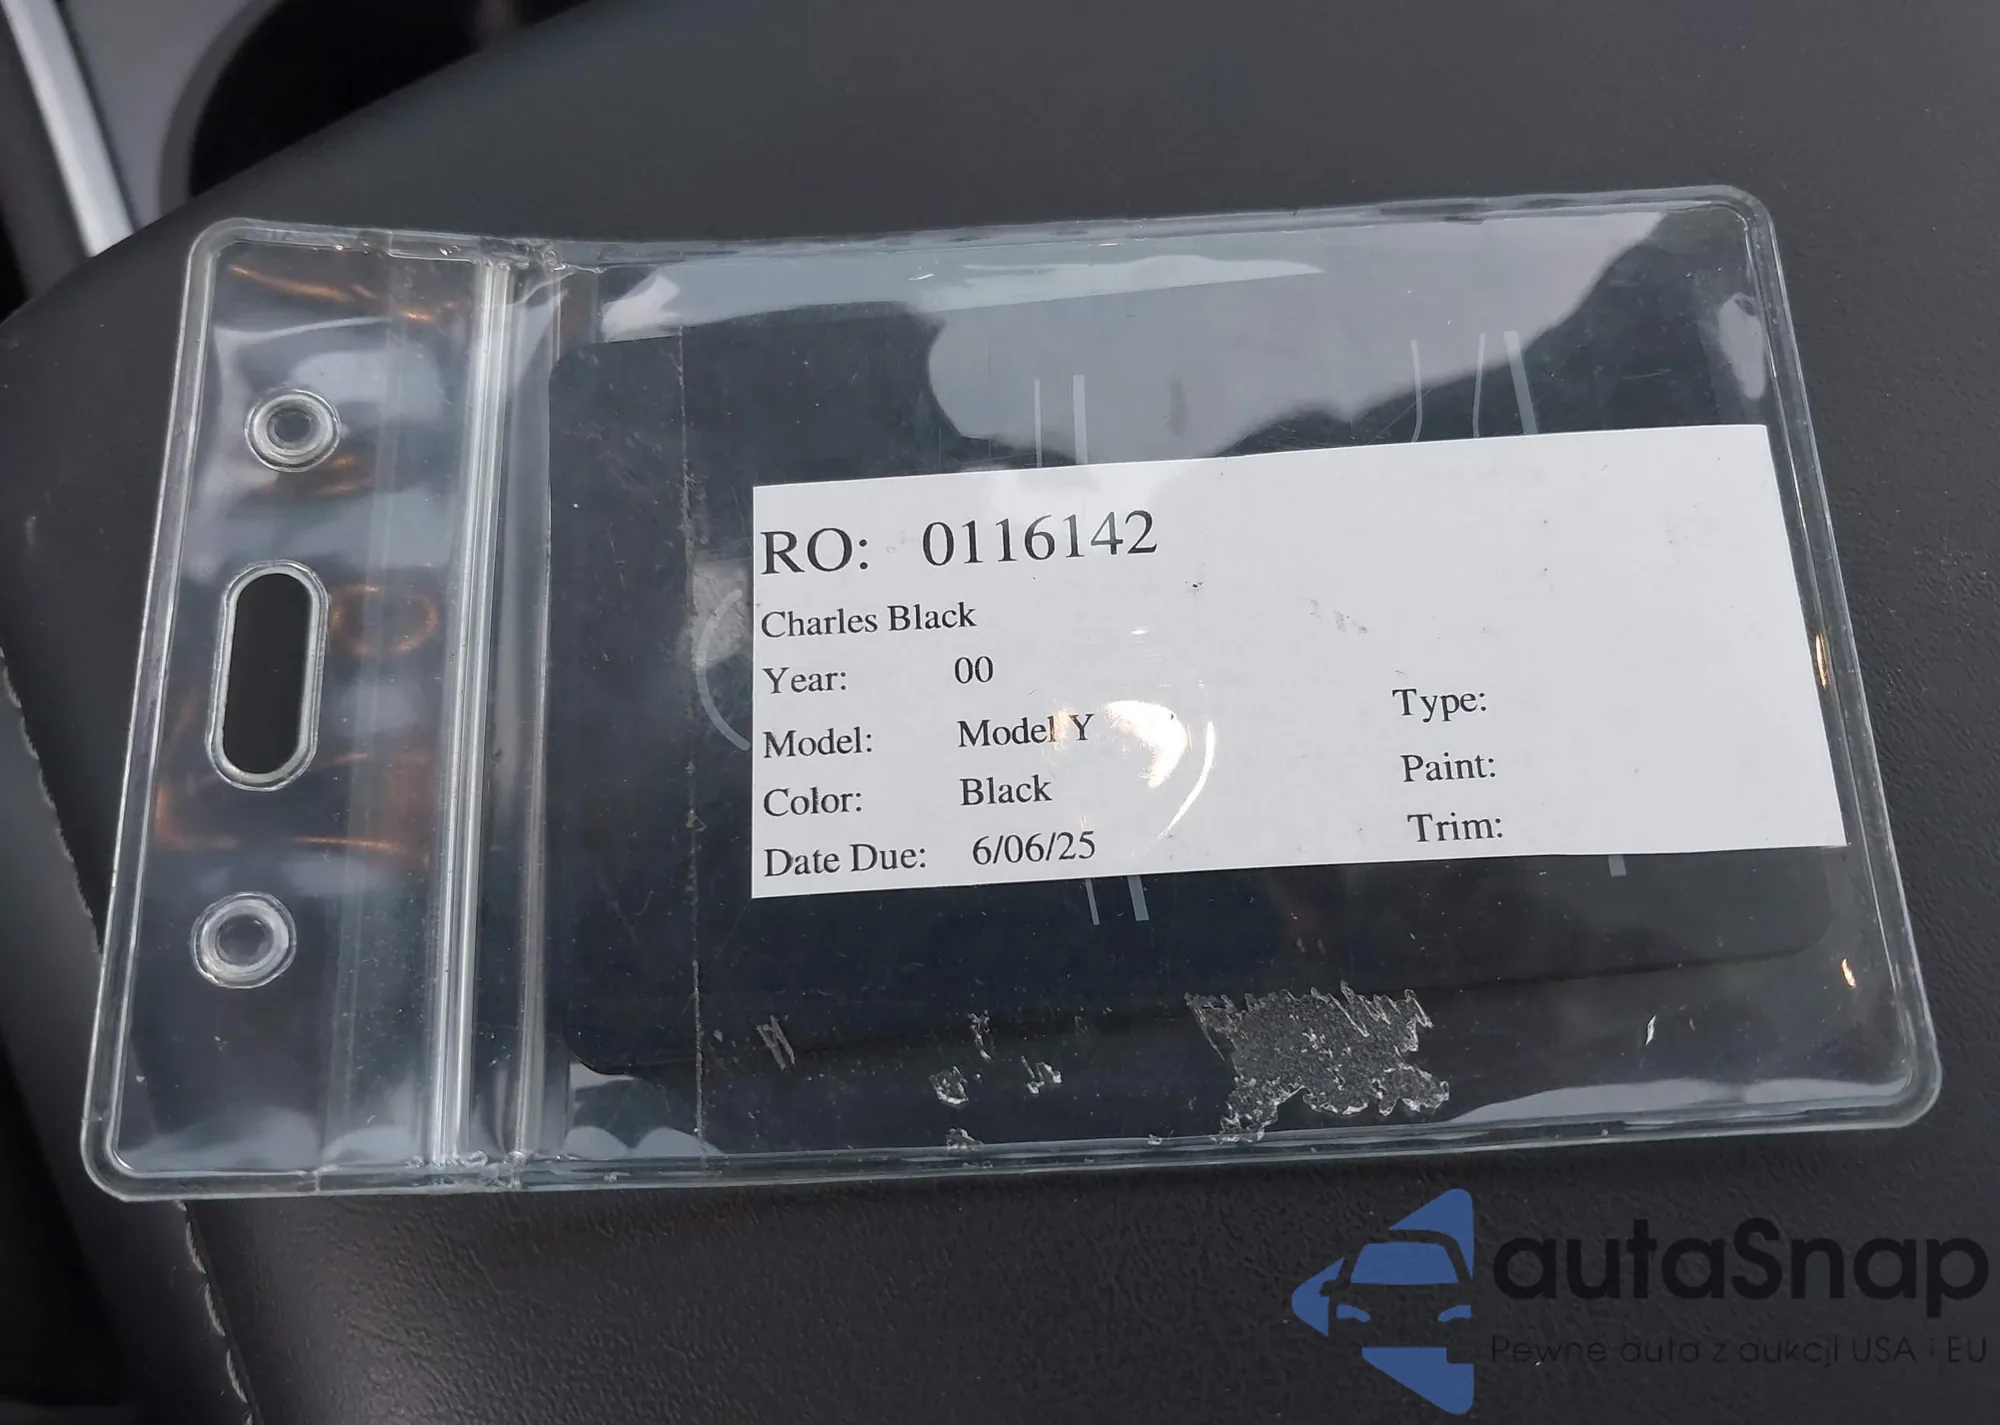 RO: 0116142
Charles Black
Year: 00
Model: Model Y
Type:
Color: Black
Paint:
Date Due: 6/06/25
Trim:
autaSnap
Pewne auta z aukcji USA i EU